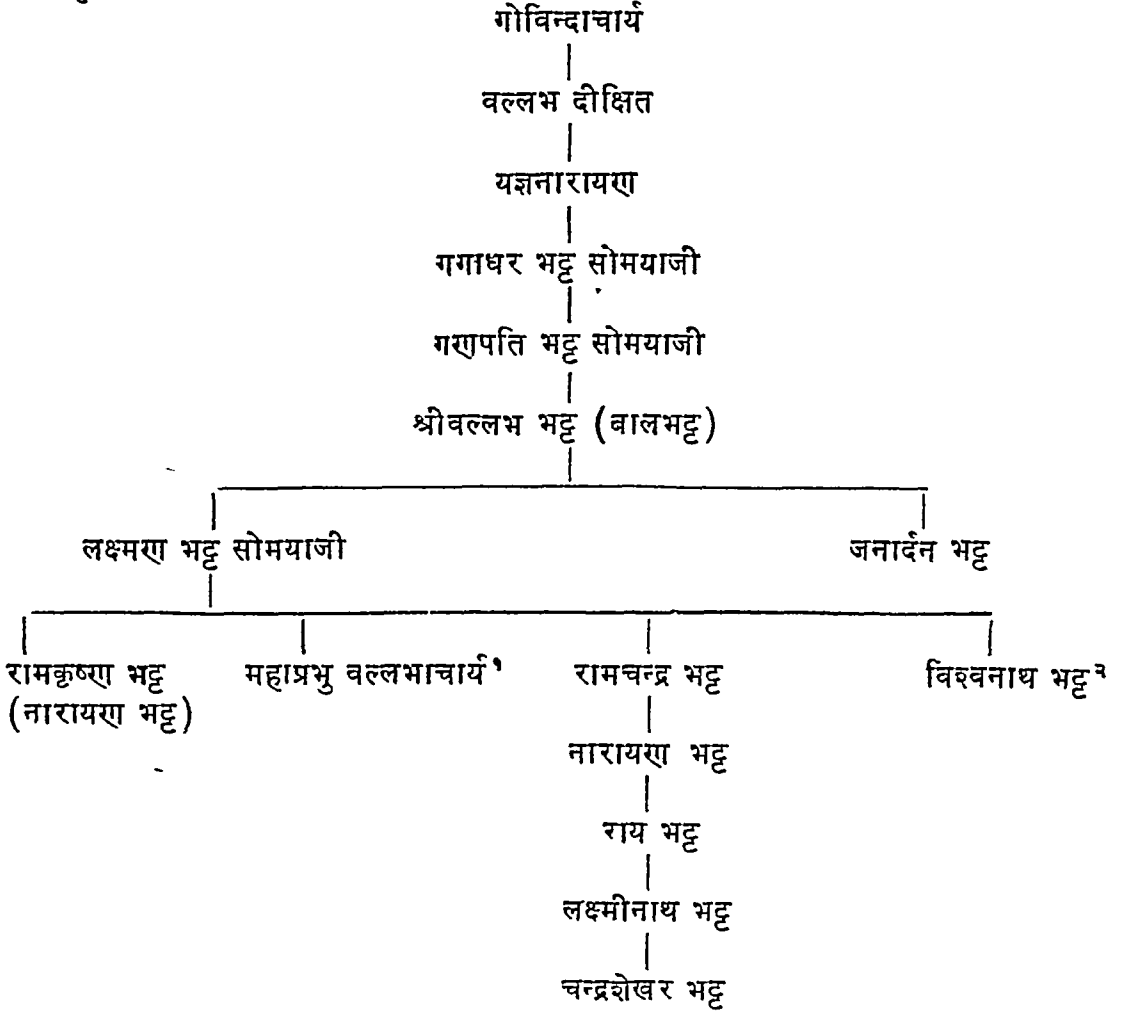 गोविन्दाचार्य
वल्लभ दीक्षित
यज्ञनारायण
गगाधर भट्ट सोमयाजी
गणपति भट्ट सोमयाजी
श्रीवल्लभ भट्ट (बालभट्ट)
लक्ष्मण भट्ट सोमयाजी जनार्दन भट्ट
रामकृष्ण भट्ट महाप्रभु वल्लभाचार्य१ रामचन्द्र भट्ट विश्वनाथ भट्ट२
(नारायण भट्ट)
नारायण भट्ट
राय भट्ट
लक्ष्मीनाथ भट्ट
चन्द्रशेखर भट्ट